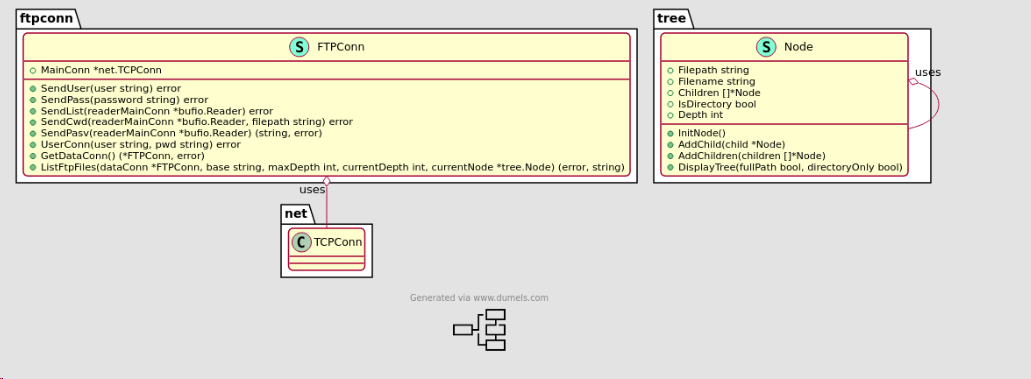 ftpconn
S FTPConn
MainConn *net.TCPConn
SendUser(user string) error
SendPass(password string) error
SendList(readerMainConn *bufio.Reader) error
SendCwd(readerMainConn *bufio.Reader, filepath string) error
SendPasv(readerMainConn *bufio.Reader) (string, error)
UserConn(user string, pwd string) error
GetDataConn() (*FTPConn, error)
ListFtpFiles(dataConn *FTPConn, base string, maxDepth int, currentDepth int, currentNode *tree.Node) (error, string)
tree
S Node
Filepath string
Filename string
Children []*Node
IsDirectory bool
Depth int
InitNode()
AddChild(child *Node)
AddChildren(children []*Node)
DisplayTree(fullPath bool, directoryOnly bool)
uses
uses
net
C TCPConn
Generated via www.dumels.com